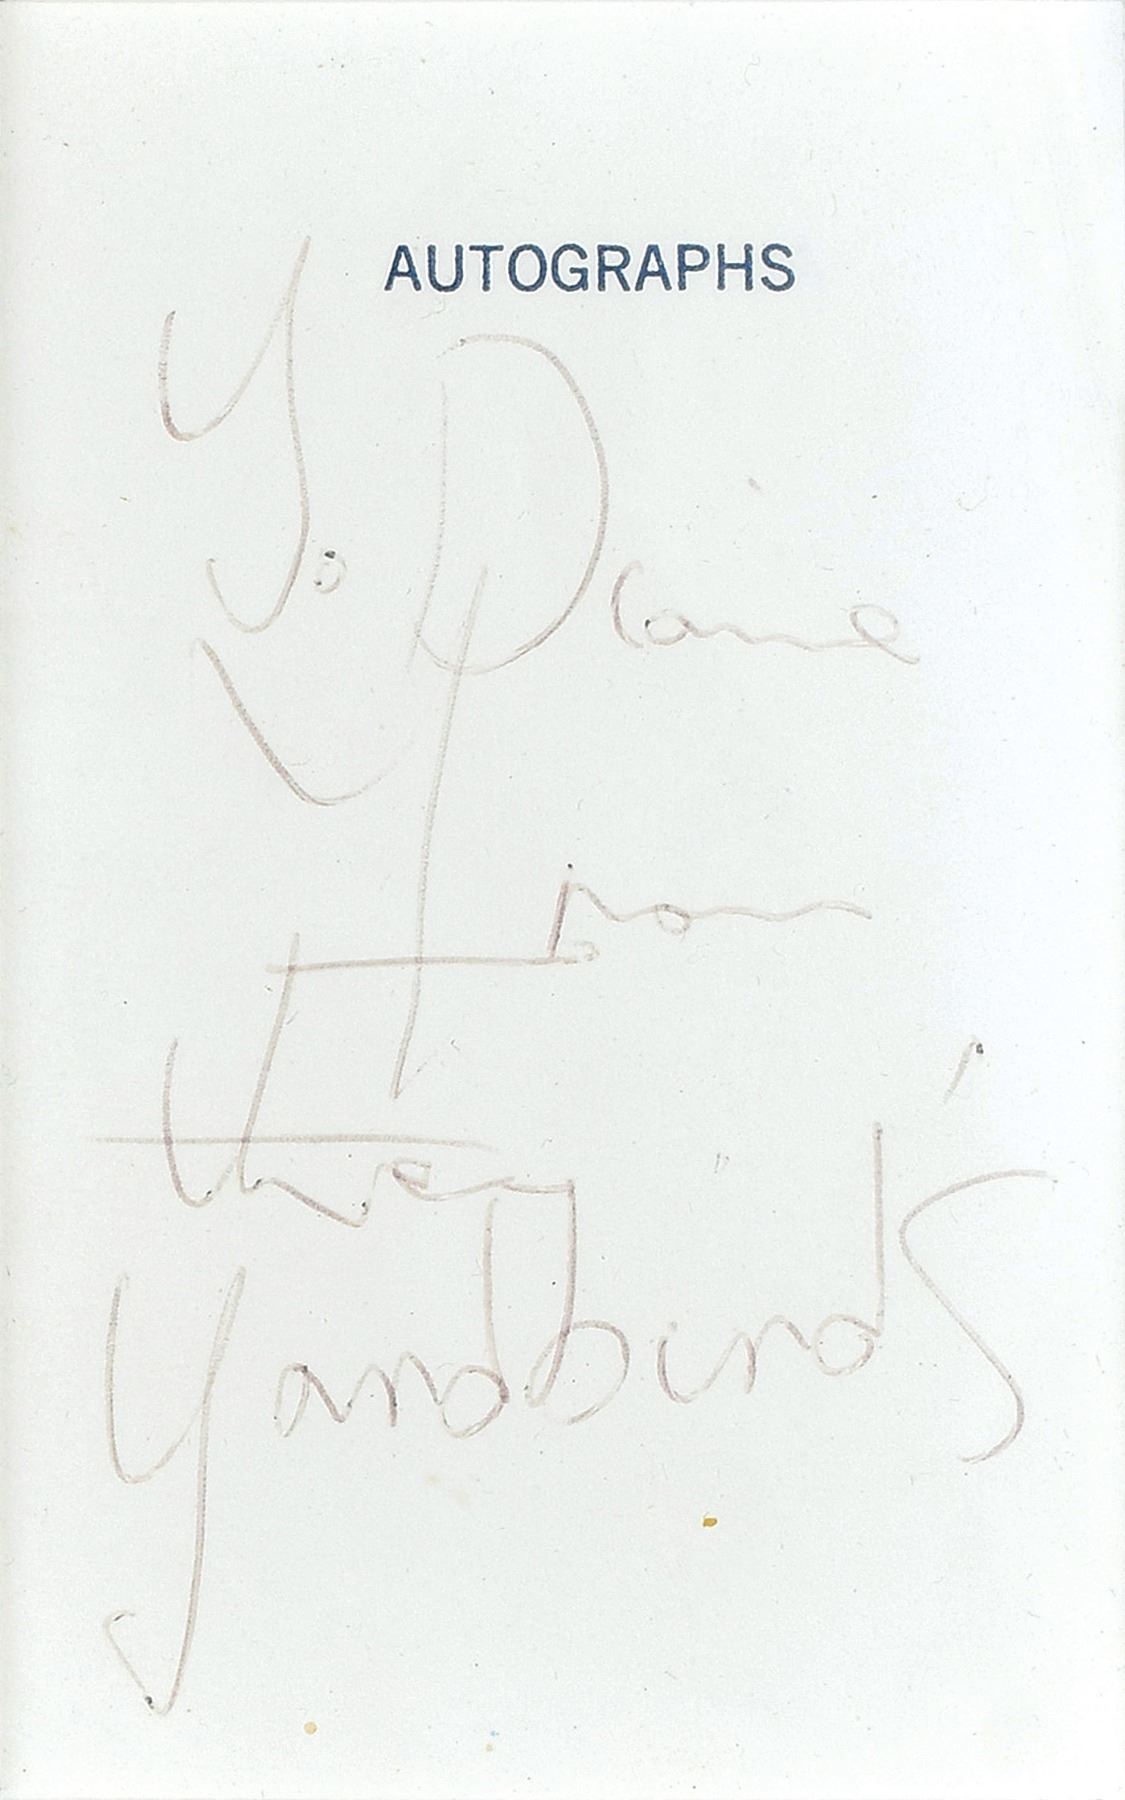 AUTOGRAPHS
To Diane
From
The
Yardbirds